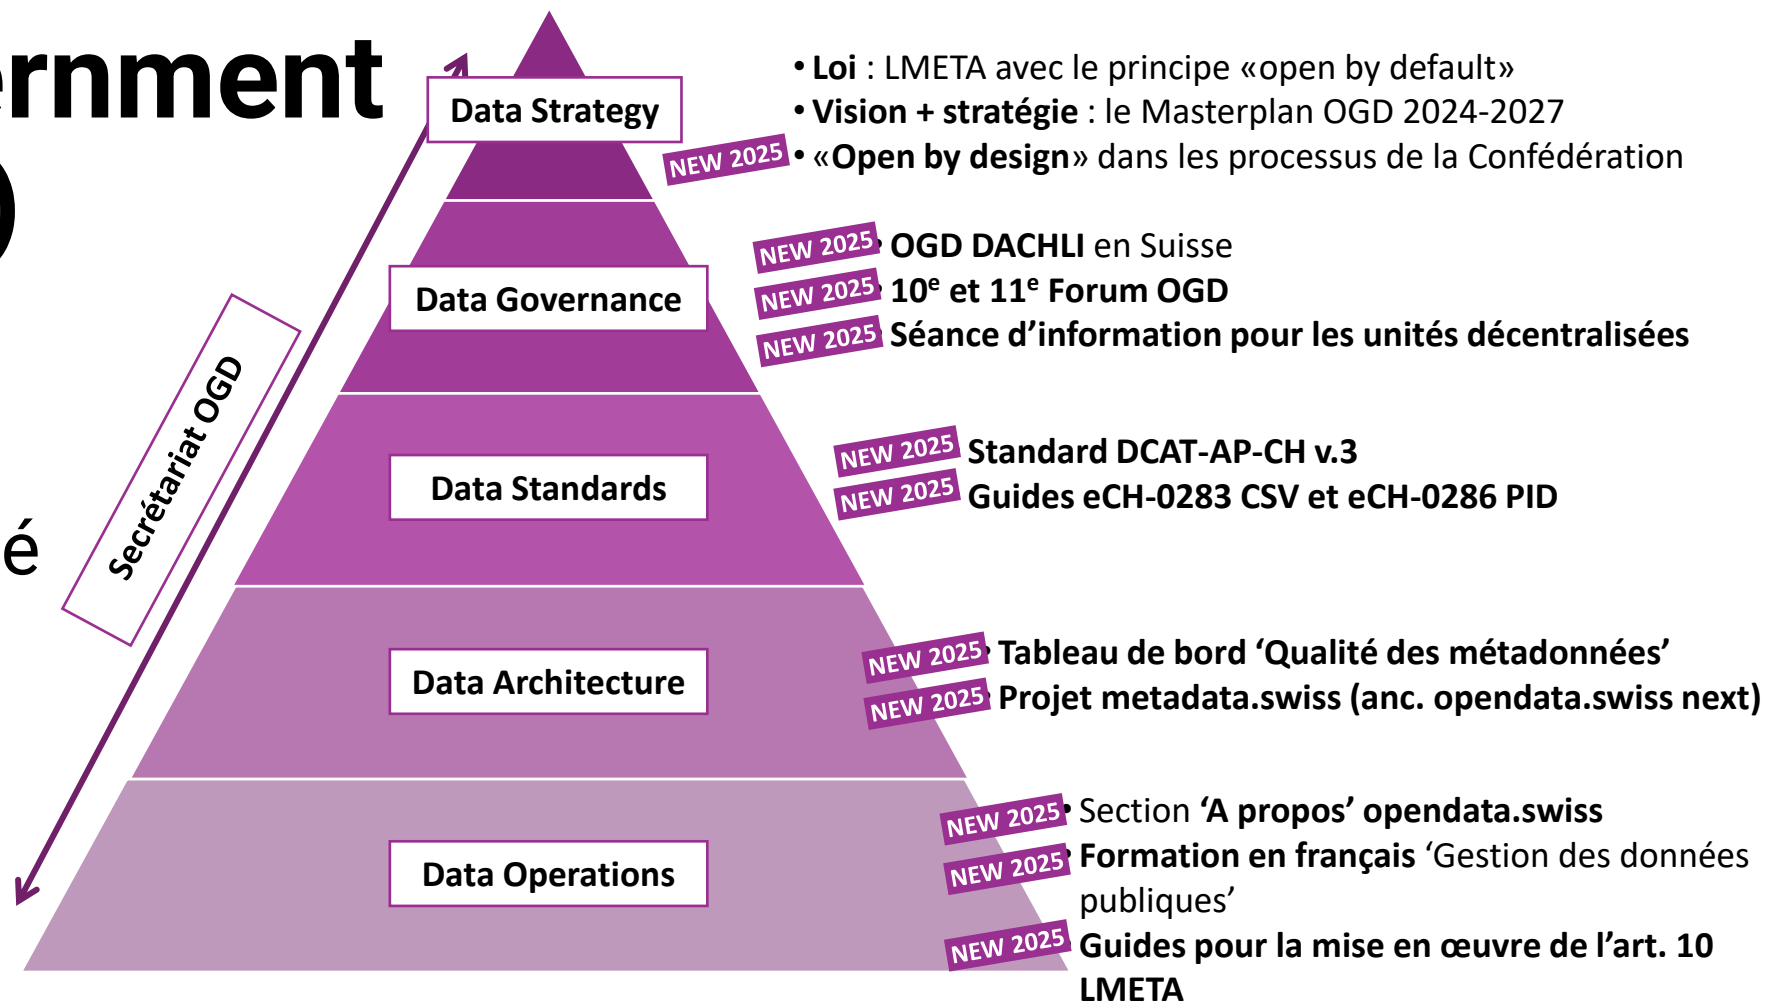 ernment
)
é
Secrétariat OGD
Data Strategy
• Loi : LMETA avec le principe «open by default»
• Vision + stratégie : le Masterplan OGD 2024-2027
NEW 2025 • «Open by design» dans les processus de la Confédération
Data Governance
NEW 2025 • OGD DACHLI en Suisse
NEW 2025 • 10e et 11e Forum OGD
NEW 2025 Séance d’information pour les unités décentralisées
Data Standards
NEW 2025 Standard DCAT-AP-CH v.3
NEW 2025 Guides eCH-0283 CSV et eCH-0286 PID
Data Architecture
NEW 2025 • Tableau de bord ‘Qualité des métadonnées’
NEW 2025 • Projet metadata.swiss (anc. opendata.swiss next)
Data Operations
NEW 2025 • Section ‘A propos’ opendata.swiss
NEW 2025 • Formation en français ‘Gestion des données
publiques’
NEW 2025 • Guides pour la mise en œuvre de l’art. 10
LMETA